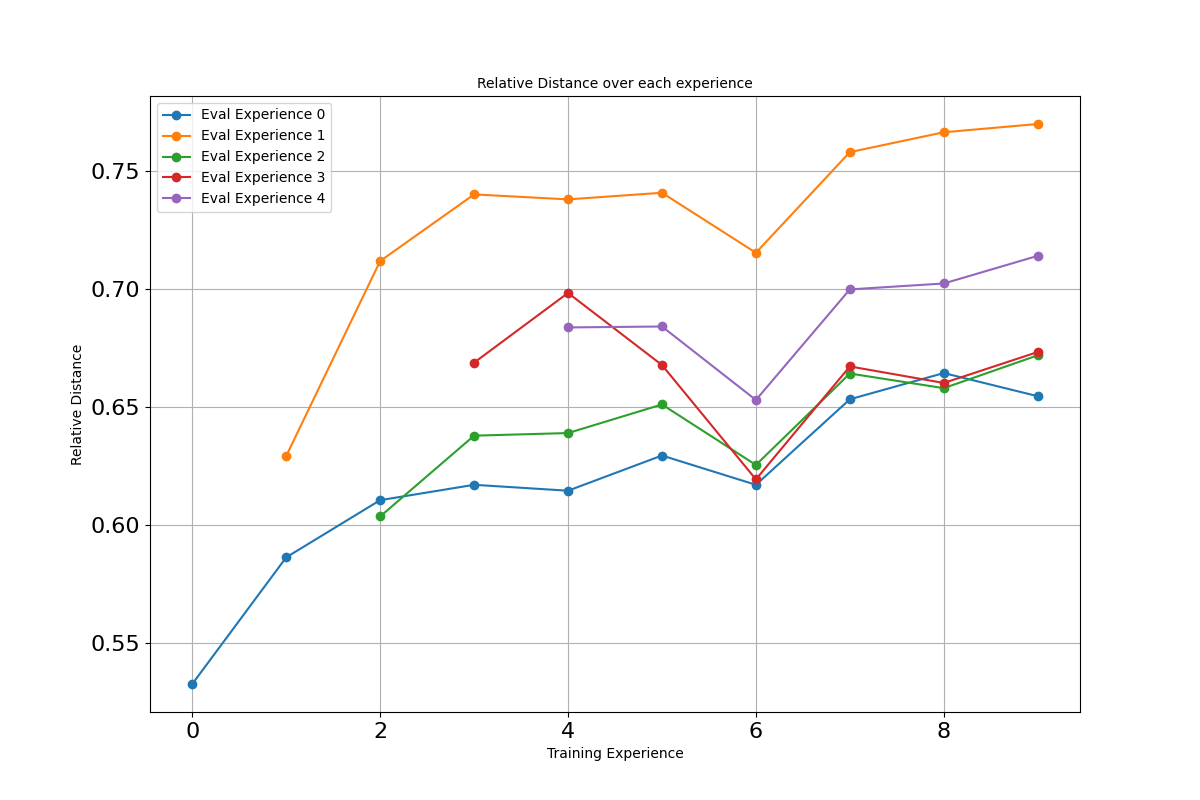 Relative Distance over each experience
Eval Experience 0
Eval Experience 1
Eval Experience 2
Eval Experience 3
Eval Experience 4
0.75
0.70
0.65
0.60
0.55
Relative Distance
0 2 4 6 8
Training Experience